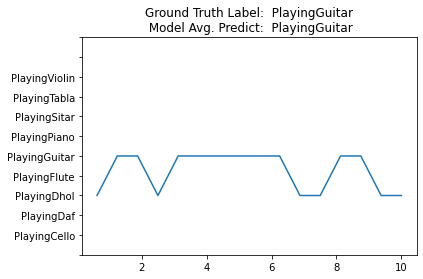 Ground Truth Label:  PlayingGuitar
Model Avg. Predict:  PlayingGuitar
PlayingViolin
PlayingTabla
PlayingSitar
PlayingPiano
PlayingGuitar
PlayingFlute
PlayingDhol
PlayingDaf
PlayingCello
2 4 6 8 10